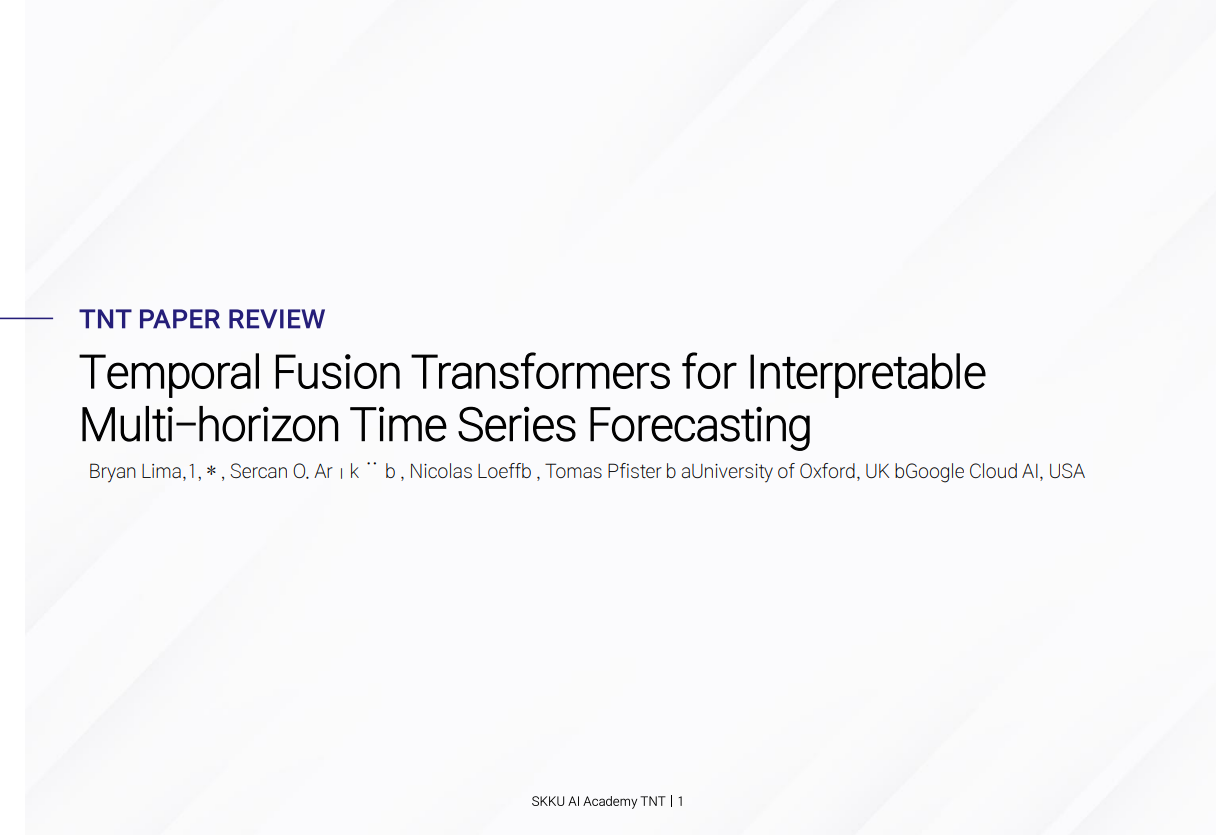 TNT PAPER REVIEW
Temporal Fusion Transformers for Interpretable
Multi-horizon Time Series Forecasting
Bryan Lima,1, * , Sercan O. Ar ı k ¨ b , Nicolas Loeffb , Tomas Pfister b aUniversity of Oxford, UK bGoogle Cloud AI, USA
SKKU AI Academy TNT | 1